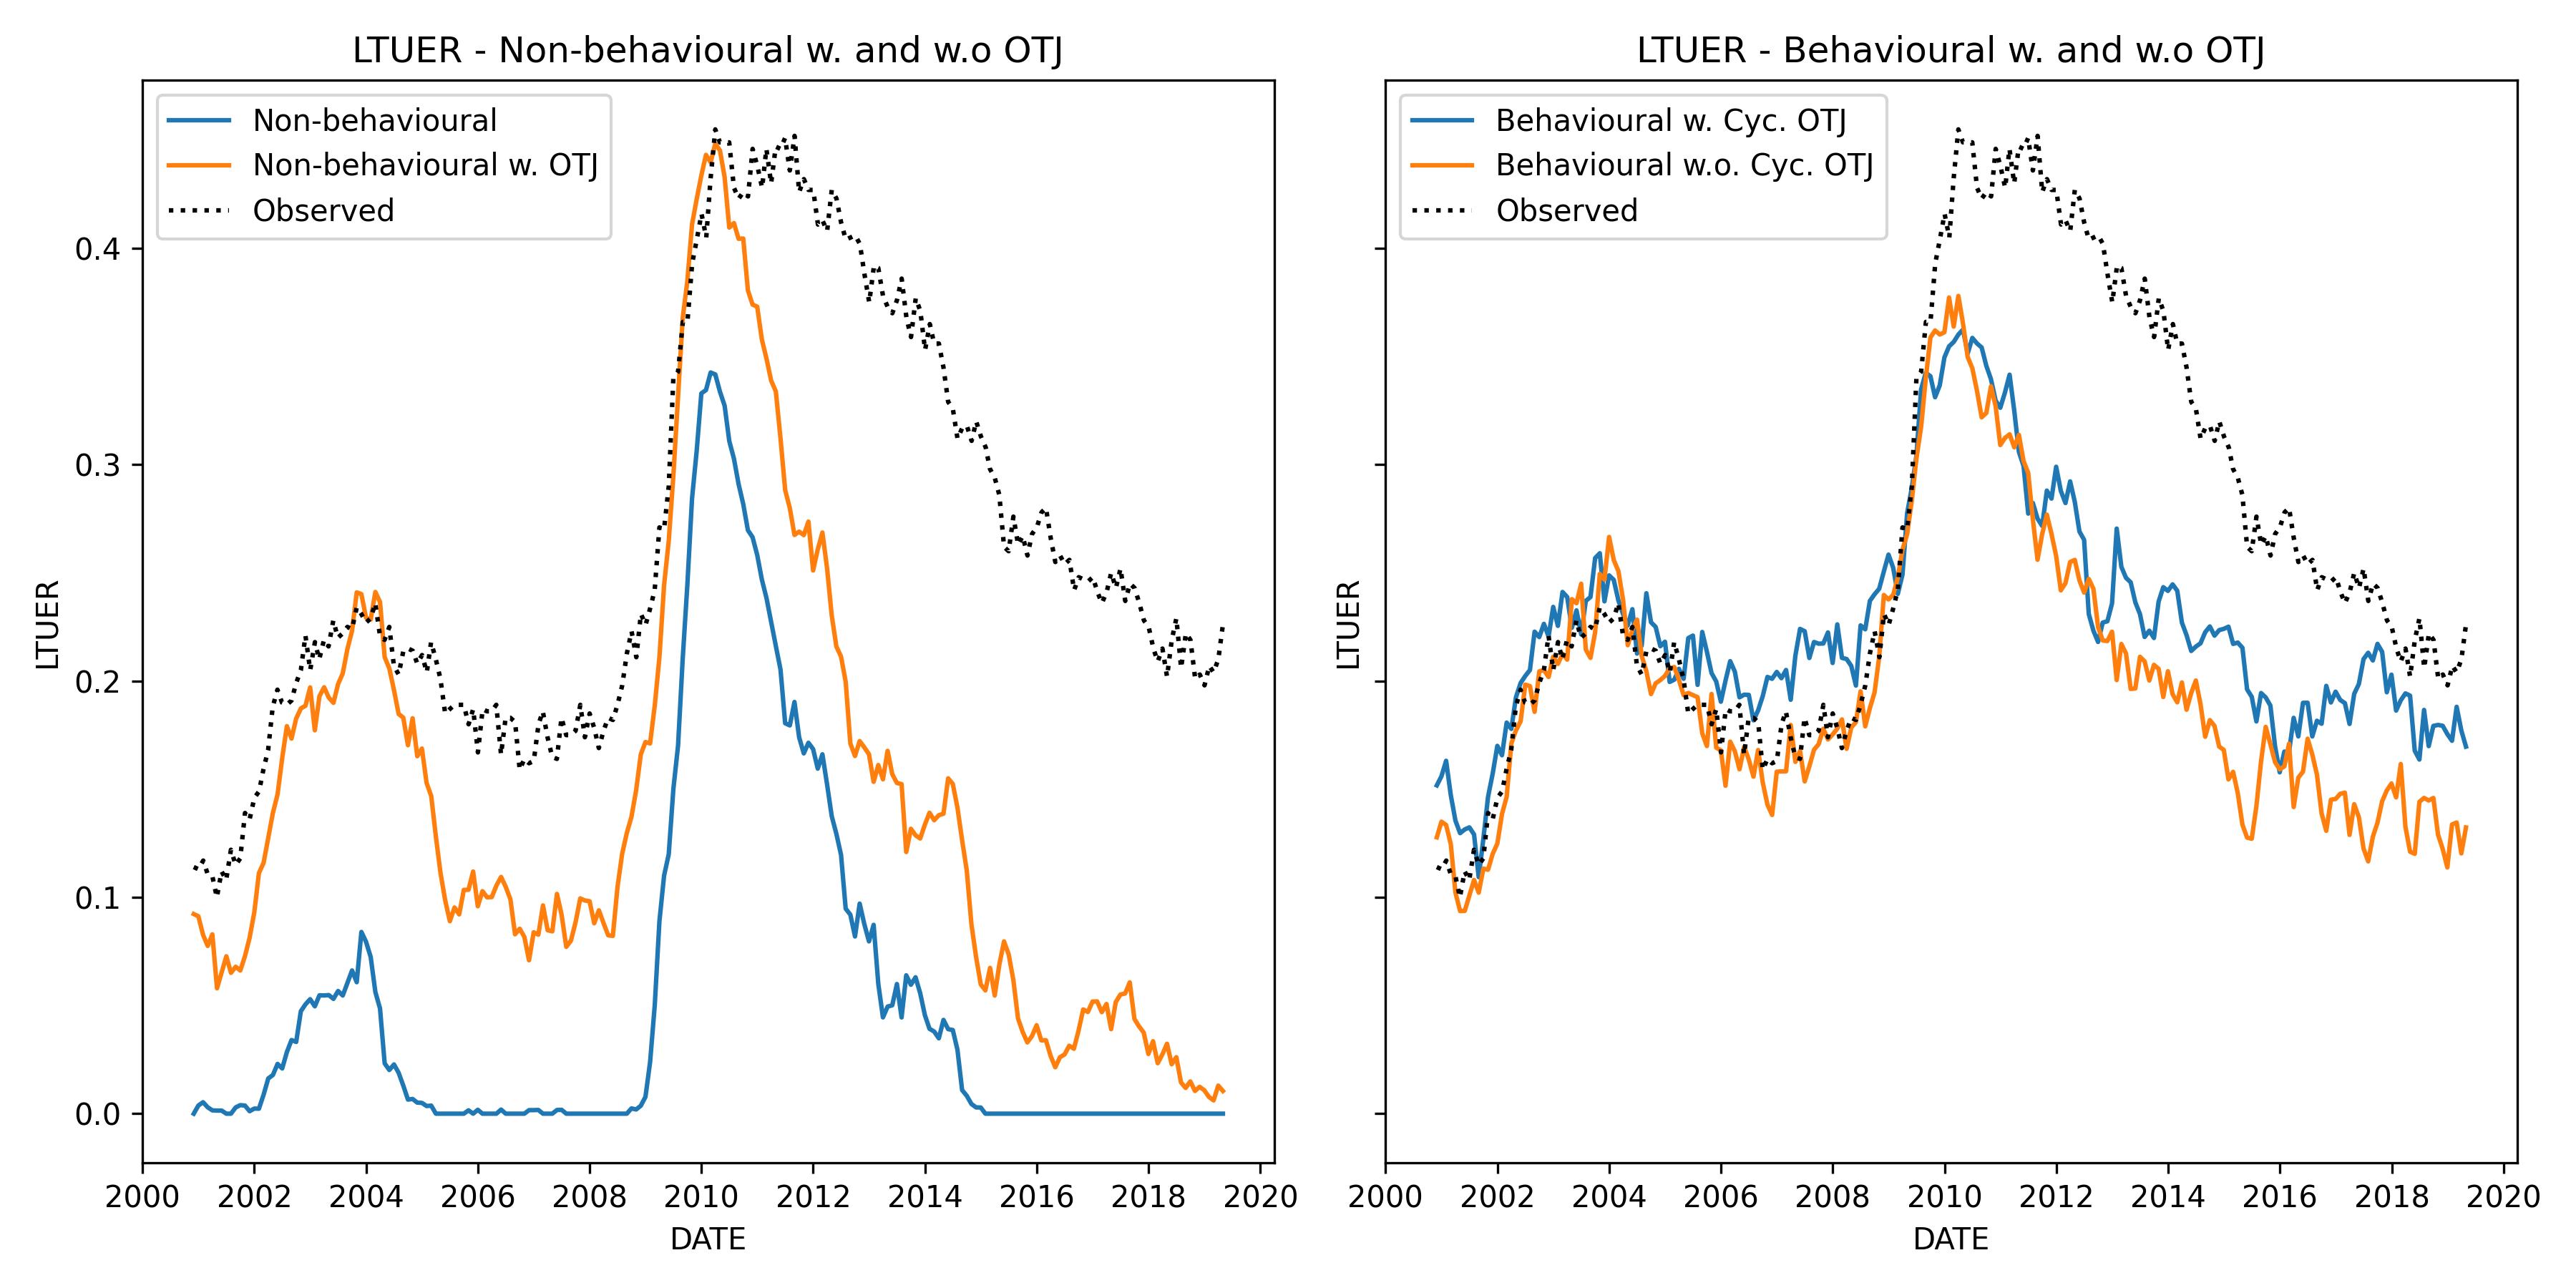 LTUER - Non-behavioural w. and w.o OTJ
Non-behavioural
Non-behavioural w. OTJ
Observed
LTUER
0.4
0.3
0.2
0.1
0.0
2000 2002 2004 2006 2008 2010 2012 2014 2016 2018 2020
DATE
LTUER - Behavioural w. and w.o OTJ
Behavioural w. Cyc. OTJ
Behavioural w.o. Cyc. OTJ
Observed
LTUER
2000 2002 2004 2006 2008 2010 2012 2014 2016 2018 2020
DATE